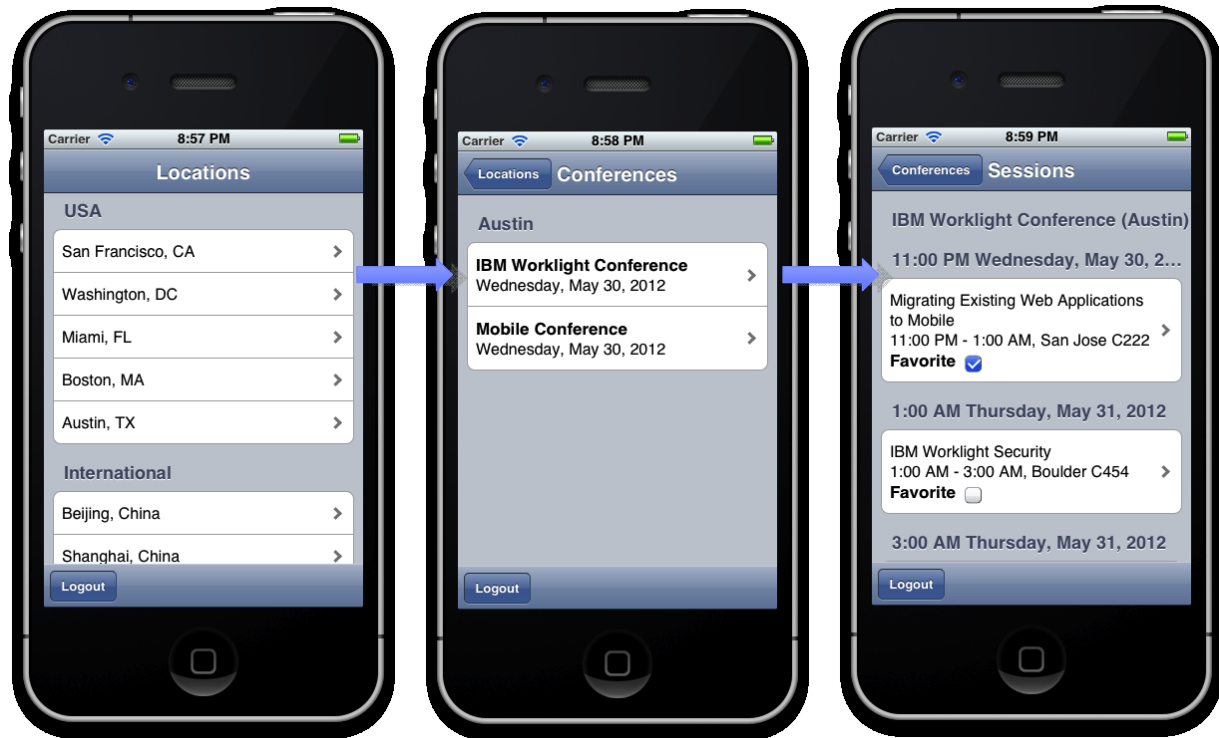 Carrier 8:57 PM
Locations
USA
San Francisco, CA
Washington, DC
Miami, FL
Boston, MA
Austin, TX
International
Beijing, China
Shanghai, China
Logout
Carrier 8:58 PM
Locations Conferences
Austin
IBM Worklight Conference
Wednesday, May 30, 2012
Mobile Conference
Wednesday, May 30, 2012
Logout
Carrier 8:59 PM
Conferences Sessions
IBM Worklight Conference (Austin)
11:00 PM Wednesday, May 30, 2...
Migrating Existing Web Applications
to Mobile
11:00 PM - 1:00 AM, San Jose C222
Favorite
1:00 AM Thursday, May 31, 2012
IBM Worklight Security
1:00 AM - 3:00 AM, Boulder C454
Favorite
3:00 AM Thursday, May 31, 2012
Logout